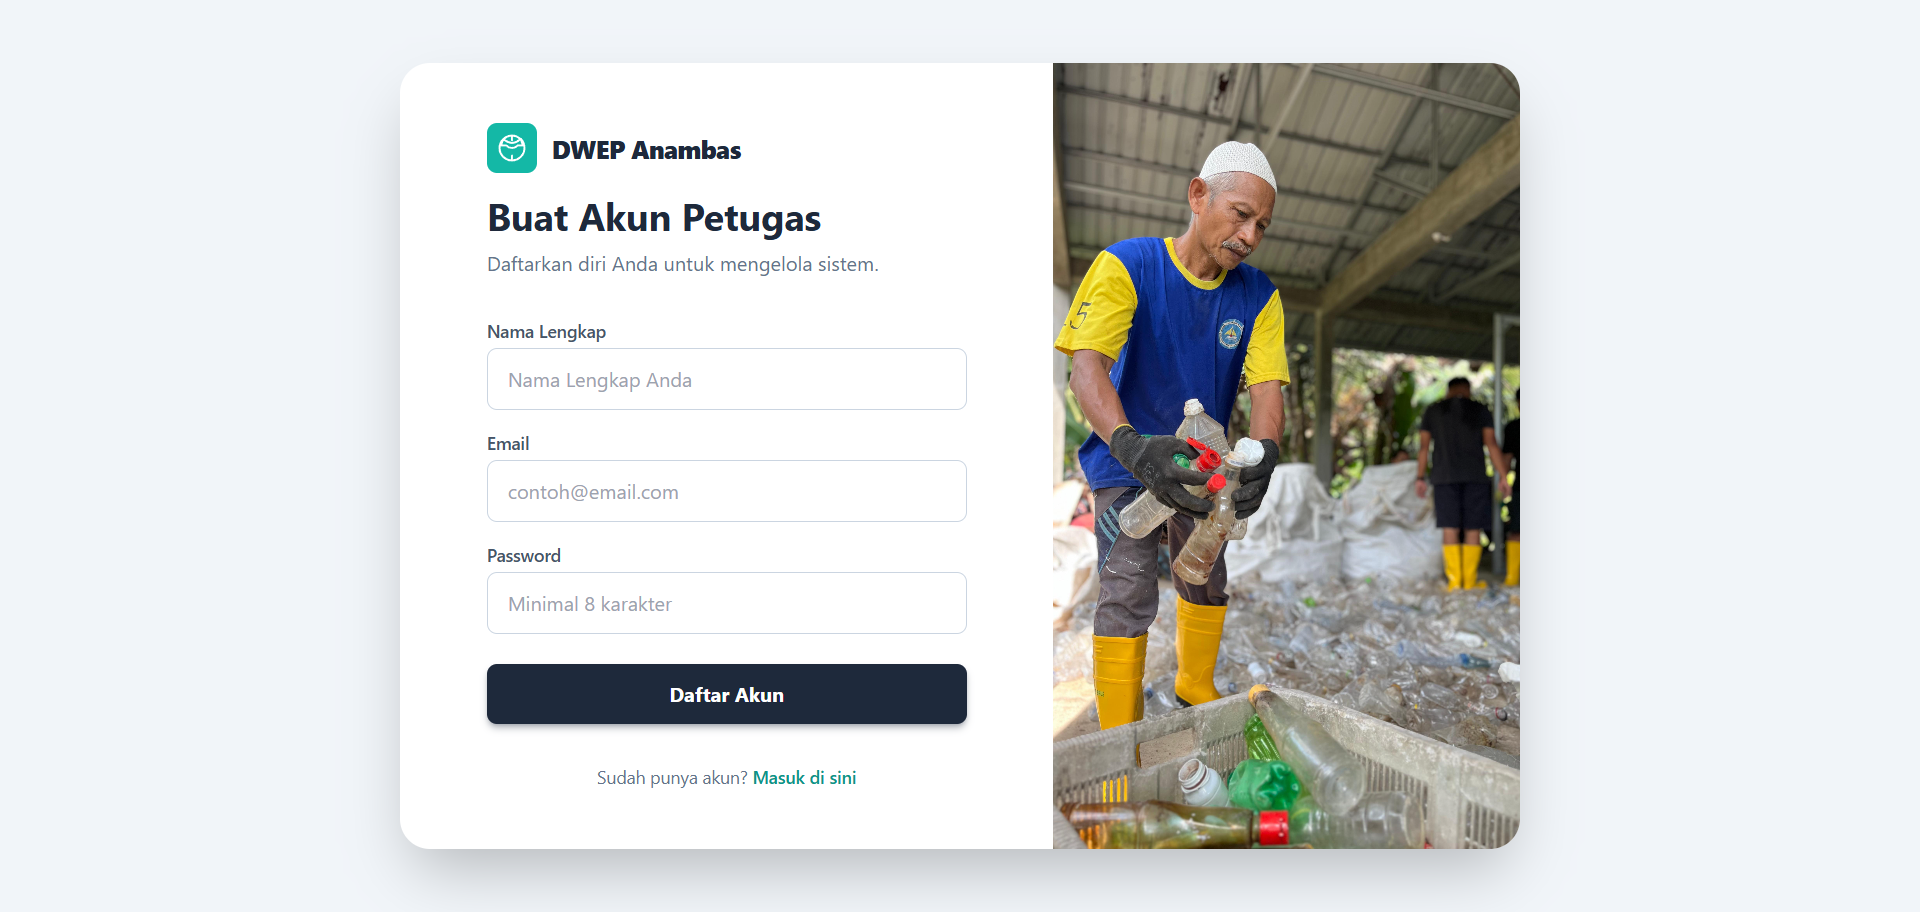 DWEP Anambas
Buat Akun Petugas
Daftarkan diri Anda untuk mengelola sistem.
Nama Lengkap
Nama Lengkap Anda
Email
contoh@email.com
Password
Minimal 8 karakter
Daftar Akun
Sudah punya akun? Masuk di sini